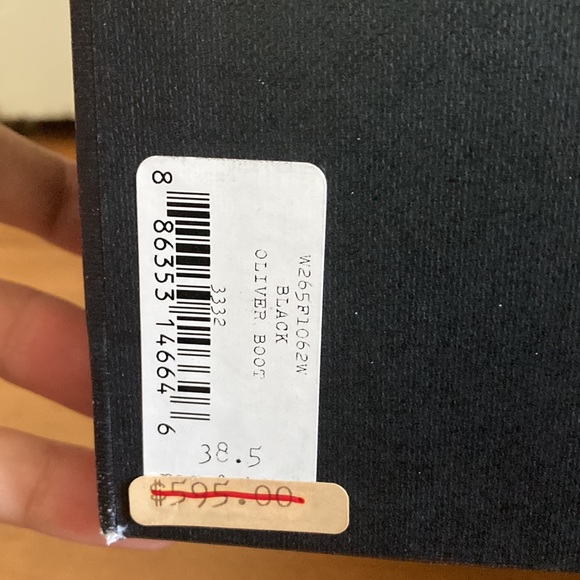 W265F1062W
BLACK
OLIVER BOOT
3332
8 86353 14664 6
38.5
$595.00